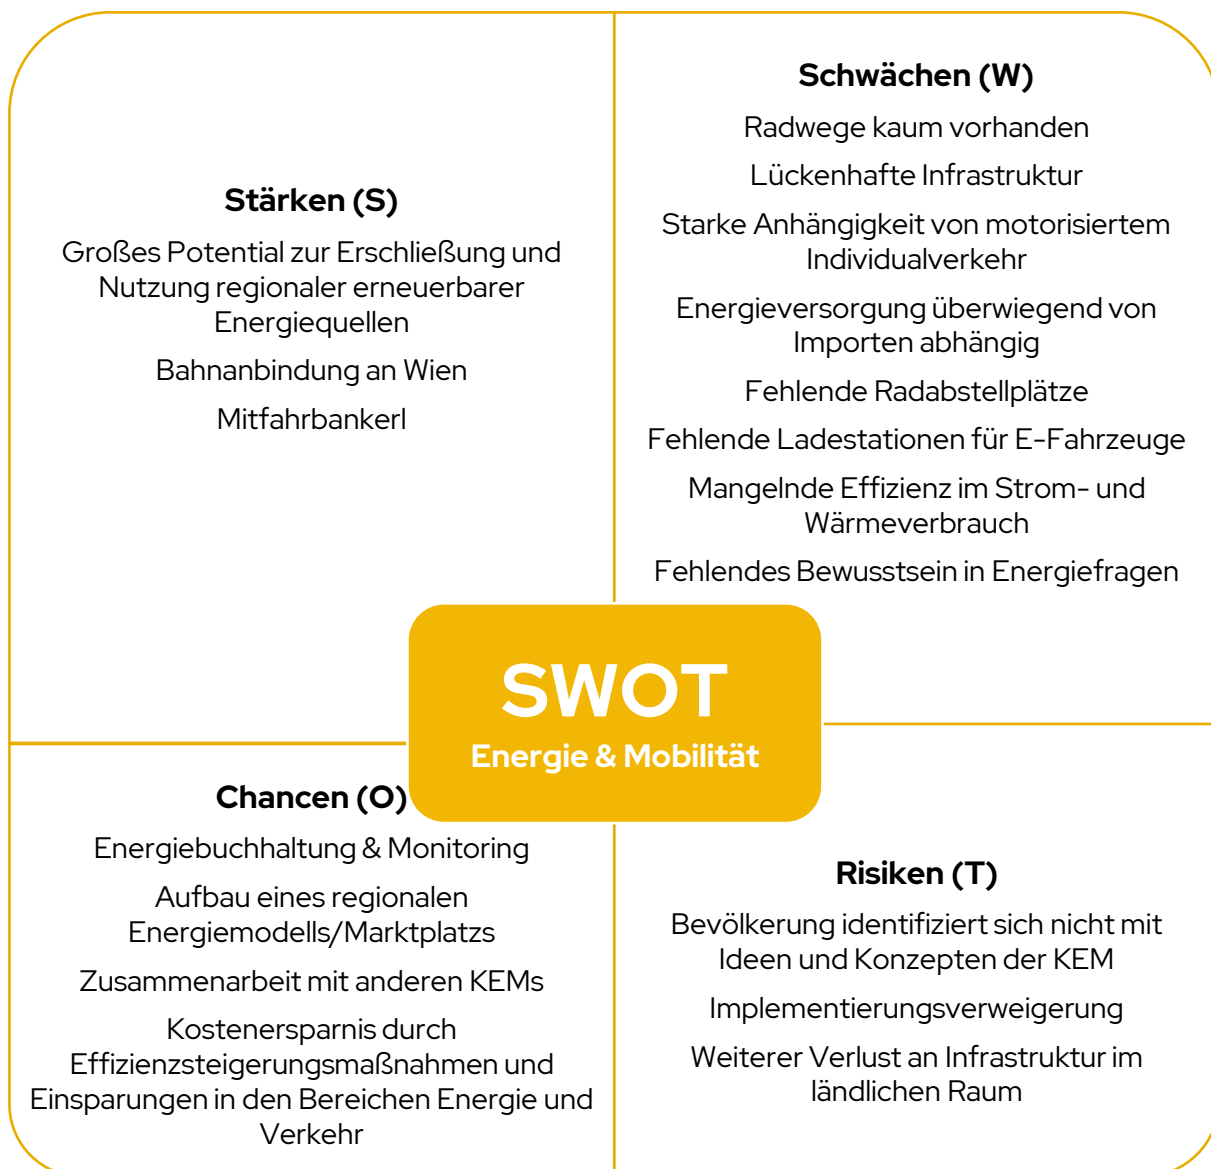 Stärken (S)
Großes Potential zur Erschließung und
Nutzung regionaler erneuerbarer
Energiequellen
Bahnanbindung an Wien
Mitfahrbankerl
Schwächen (W)
Radwege kaum vorhanden
Lückenhafte Infrastruktur
Starke Anhängigkeit von motorisiertem
Individualverkehr
Energieversorgung überwiegend von
Importen abhängig
Fehlende Radabstellplätze
Fehlende Ladestationen für E-Fahrzeuge
Mangelnde Effizienz im Strom- und
Wärmeverbrauch
Fehlendes Bewusstsein in Energiefragen
SWOT
Energie & Mobilität
Chancen (O)
Energiebuchhaltung & Monitoring
Aufbau eines regionalen
Energiemodells/Marktplatzs
Zusammenarbeit mit anderen KEMs
Kostenersparnis durch
Effizienzsteigerungsmaßnahmen und
Einsparungen in den Bereichen Energie und
Verkehr
Risiken (T)
Bevölkerung identifiziert sich nicht mit
Ideen und Konzepten der KEM
Implementierungsverweigerung
Weiterer Verlust an Infrastruktur im
ländlichen Raum